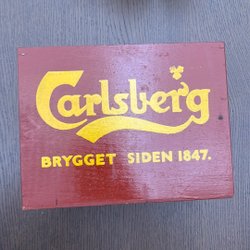 Carlsberg
BRYGGET SIDEN 1847.